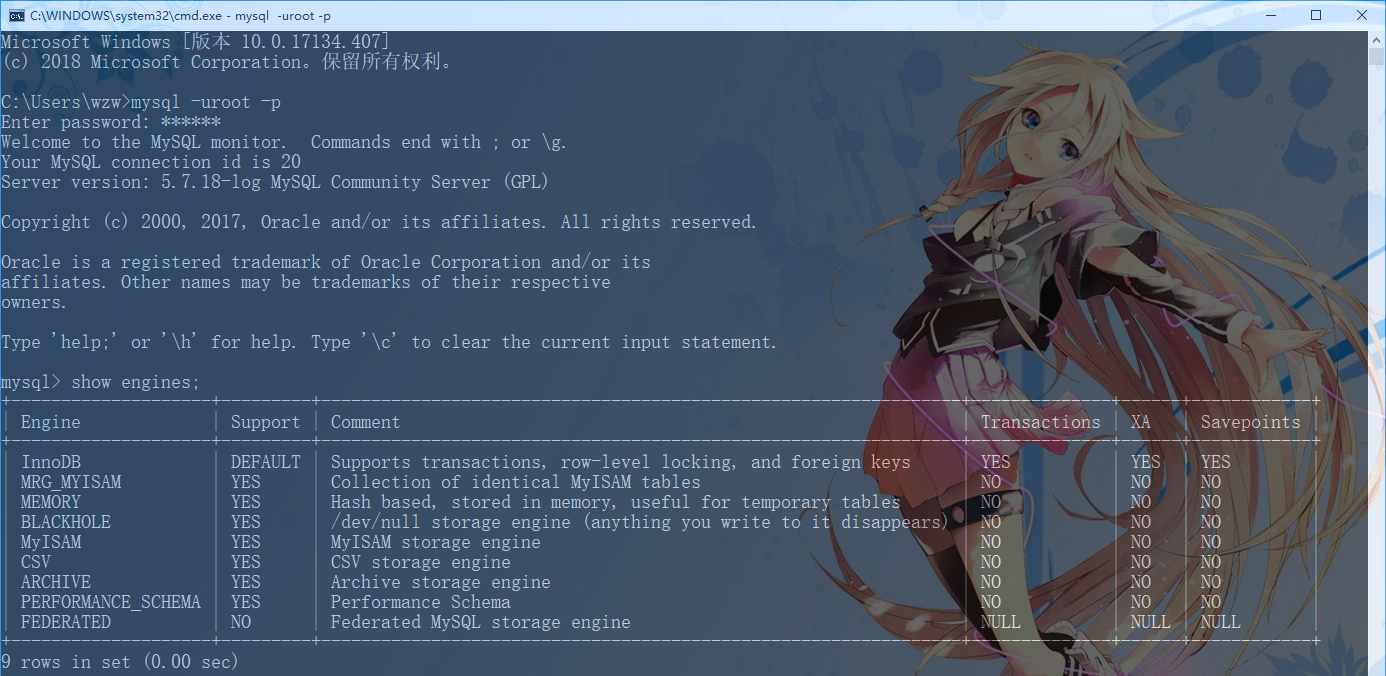 C:\WINDOWS\system32\cmd.exe - mysql  -uroot -p
Microsoft Windows [版本 10.0.17134.407]
(c) 2018 Microsoft Corporation。保留所有权利。
C:\Users\wzw>mysql -uroot -p
Enter password: ******
Welcome to the MySQL monitor.  Commands end with ; or \g.
Your MySQL connection id is 20
Server version: 5.7.18-log MySQL Community Server (GPL)
Copyright (c) 2000, 2017, Oracle and/or its affiliates. All rights reserved.
Oracle is a registered trademark of Oracle Corporation and/or its
affiliates. Other names may be trademarks of their respective
owners.
Type 'help;' or '\h' for help. Type '\c' to clear the current input statement.
mysql> show engines;
+--------------------+---------+----------------------------------------------------------------+--------------+------+------------+
| Engine             | Support | Comment                                                        | Transactions | XA   | Savepoints |
+--------------------+---------+----------------------------------------------------------------+--------------+------+------------+
| InnoDB             | DEFAULT | Supports transactions, row-level locking, and foreign keys     | YES          | YES  | YES        |
| MRG_MYISAM         | YES     | Collection of identical MyISAM tables                          | NO           | NO   | NO         |
| MEMORY             | YES     | Hash based, stored in memory, useful for temporary tables      | NO           | NO   | NO         |
| BLACKHOLE          | YES     | /dev/null storage engine (anything you write to it disappears) | NO           | NO   | NO         |
| MyISAM             | YES     | MyISAM storage engine                                          | NO           | NO   | NO         |
| CSV                | YES     | CSV storage engine                                             | NO           | NO   | NO         |
| ARCHIVE            | YES     | Archive storage engine                                         | NO           | NO   | NO         |
| PERFORMANCE_SCHEMA | YES     | Performance Schema                                             | NO           | NO   | NO         |
| FEDERATED          | NO      | Federated MySQL storage engine                                 | NULL         | NULL | NULL       |
+--------------------+---------+----------------------------------------------------------------+--------------+------+------------+
9 rows in set (0.00 sec)